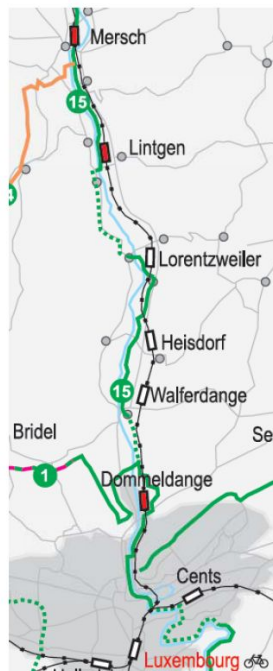 Mersch
15
Lintgen
Lorentzweiler
Heisdorf
15
Walferdange
Bridel
Se
1
Dommeldange
Cents
Luxembourg